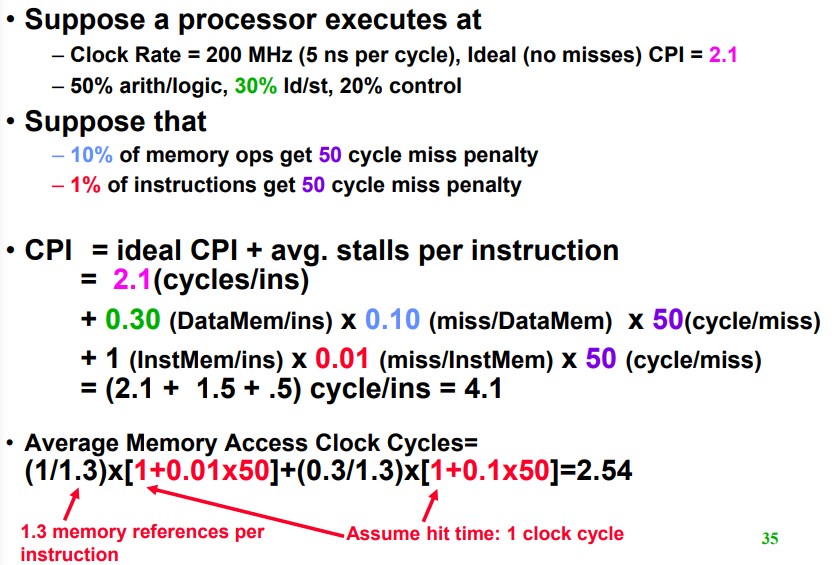 • Suppose a processor executes at
– Clock Rate = 200 MHz (5 ns per cycle), Ideal (no misses) CPI = 2.1
– 50% arith/logic, 30% ld/st, 20% control
• Suppose that
– 10% of memory ops get 50 cycle miss penalty
– 1% of instructions get 50 cycle miss penalty
• CPI = ideal CPI + avg. stalls per instruction
= 2.1(cycles/ins)
+ 0.30 (DataMem/ins) x 0.10 (miss/DataMem) x 50(cycle/miss)
+ 1 (InstMem/ins) x 0.01 (miss/InstMem) x 50 (cycle/miss)
= (2.1 + 1.5 + .5) cycle/ins = 4.1
• Average Memory Access Clock Cycles=
(1/1.3)x[1+0.01x50]+(0.3/1.3)x[1+0.1x50]=2.54
1.3 memory references per
instruction
Assume hit time: 1 clock cycle
35